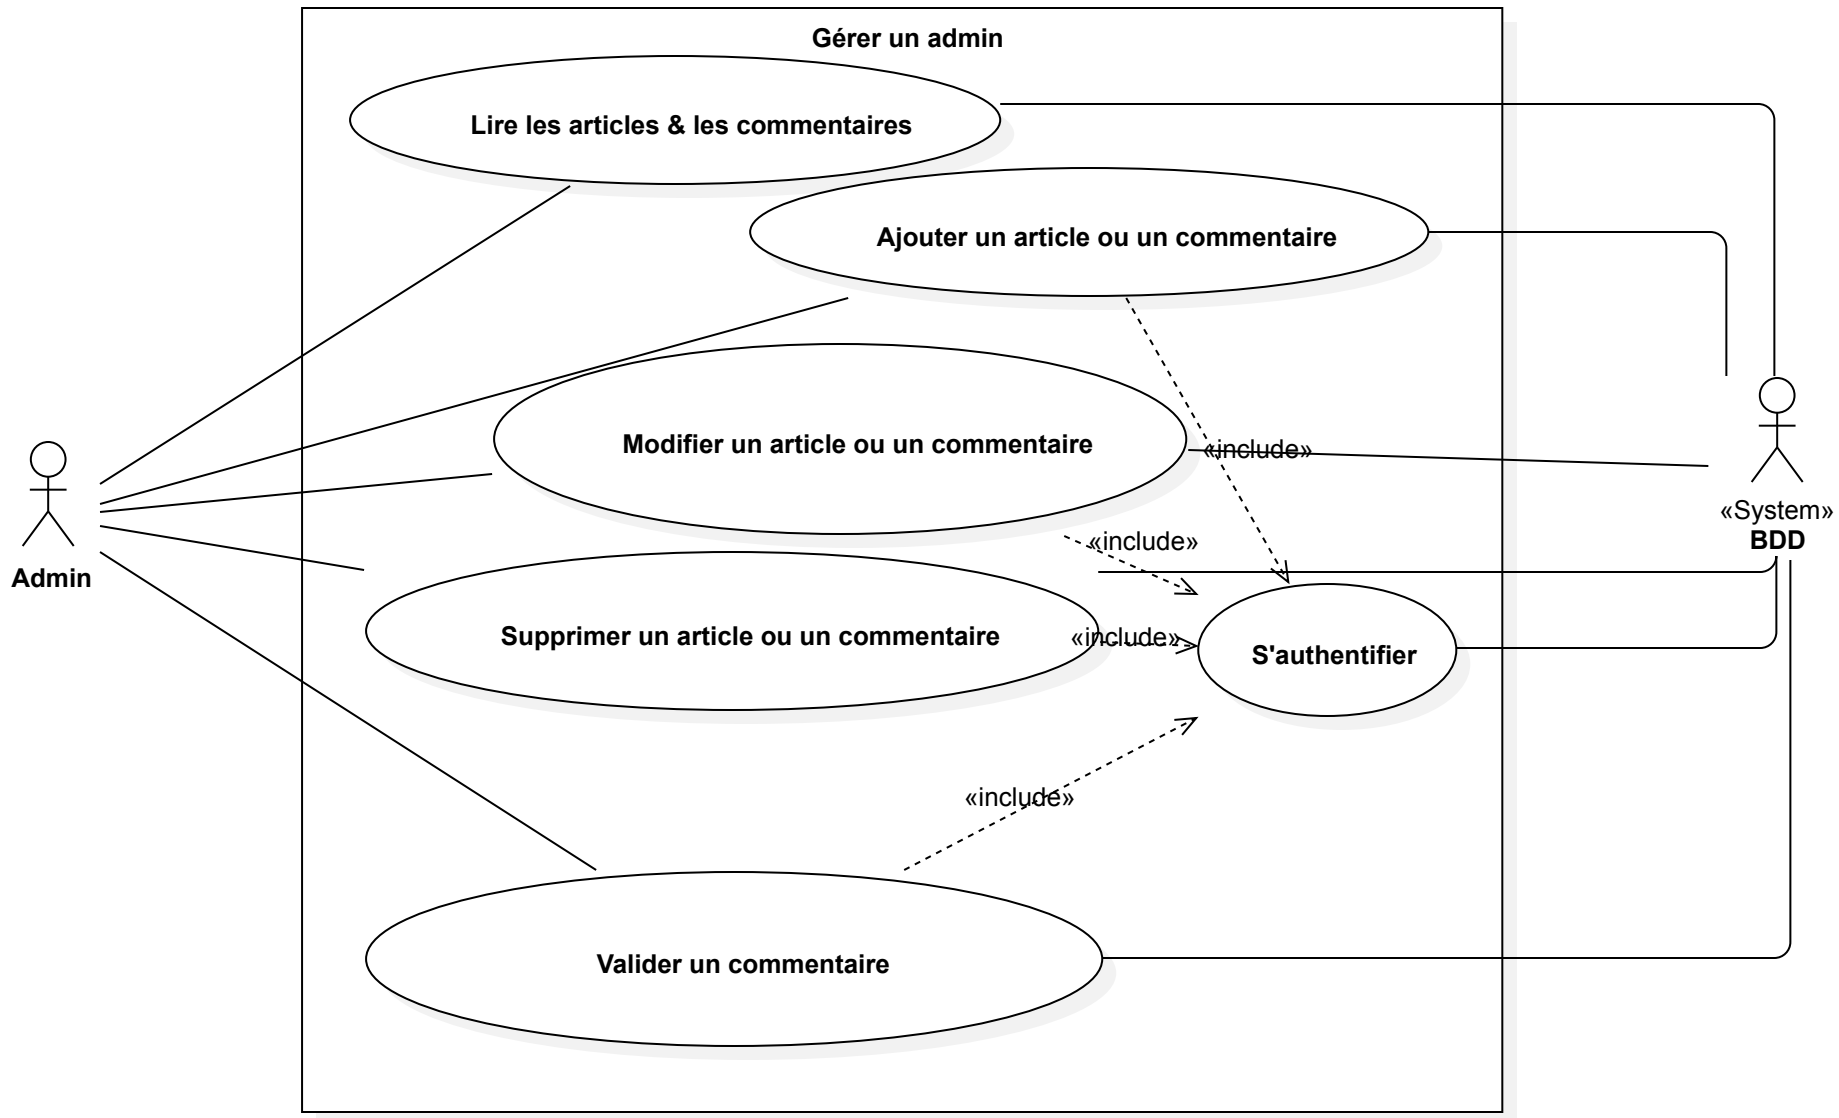 Gérer un admin
Lire les articles & les commentaires
Ajouter un article ou un commentaire
Modifier un article ou un commentaire
«include»
«System»
BDD
«include»
Admin
Supprimer un article ou un commentaire
«include»
S'authentifier
«include»
Valider un commentaire